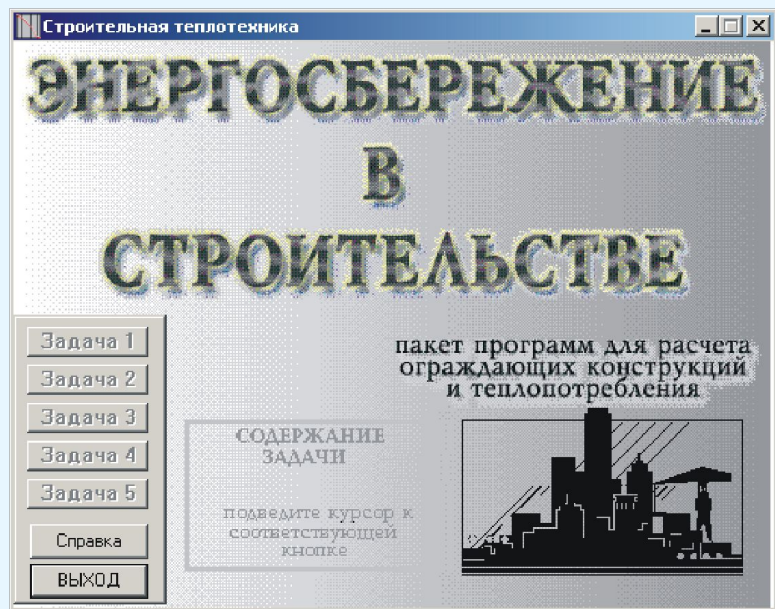 Строительная теплотехника
ЭНЕРГОСБЕРЕЖЕНИЕ
В
СТРОИТЕЛЬСТВЕ
пакет программ для расчета
ограждающих конструкций
и теплопотребления
Задача 1
Задача 2
Задача 3
Задача 4
Задача 5
Справка
ВЫХОД
СОДЕРЖАНИЕ
ЗАДАЧИ
подведите курсор к
соответствующей
кнопке